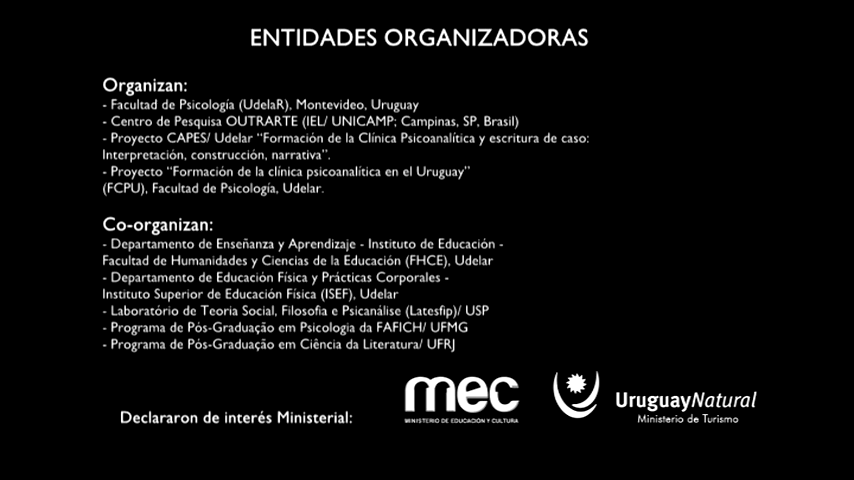 ENTIDADES ORGANIZADORAS
Organizan:
- Facultad de Psicología (UdelaR), Montevideo, Uruguay
- Centro de Pesquisa OUTRARTE (IEL/ UNICAMP; Campinas, SP, Brasil)
- Proyecto CAPES/ Udelar “Formación de la Clínica Psicoanalítica y escritura de caso:
Interpretación, construcción, narrativa”.
- Proyecto “Formación de la clínica psicoanalítica en el Uruguay”
(FCPU), Facultad de Psicología, Udelar.
Co-organizan:
- Departamento de Enseñanza y Aprendizaje - Instituto de Educación -
Facultad de Humanidades y Ciencias de la Educación (FHCE), Udelar
- Departamento de Educación Física y Prácticas Corporales -
Instituto Superior de Educación Física (ISEF), Udelar
- Laboratório de Teoria Social, Filosofia e Psicanálise (Latesfip)/ USP
- Programa de Pós-Graduação em Psicologia da FAFICH/ UFMG
- Programa de Pós-Graduação em Ciência da Literatura/ UFRJ
Declararon de interés Ministerial:
mec
MINISTERIO DE EDUCACIÓN Y CULTURA
UruguayNatural
Ministerio de Turismo